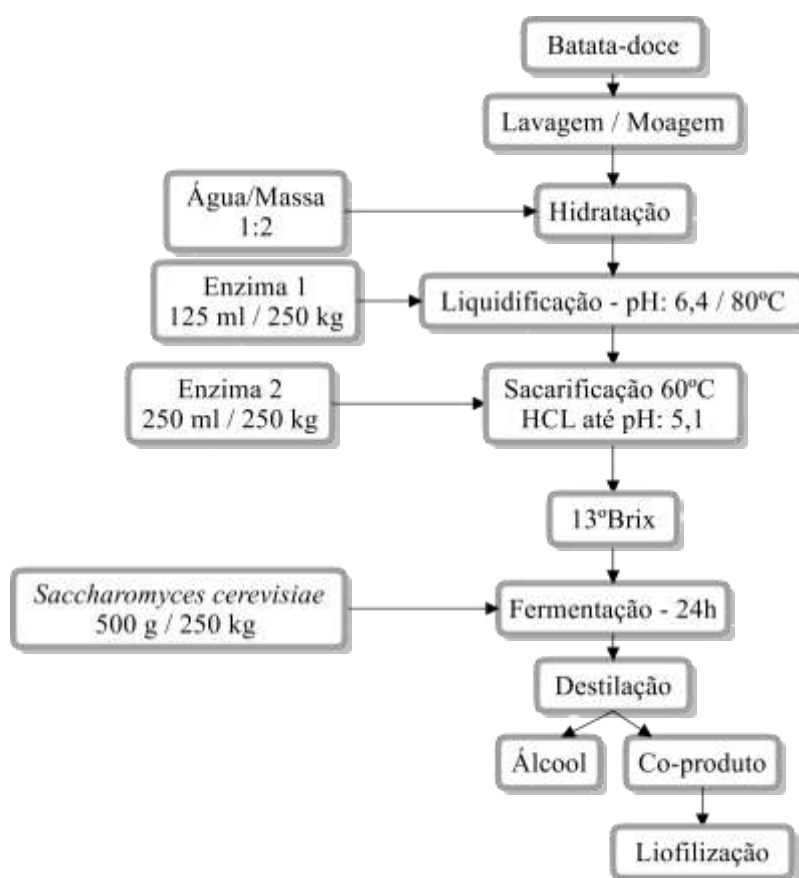 Batata-doce
Lavagem / Moagem
Água/Massa
1:2
Hidratação
Enzima 1
125 ml / 250 kg
Liquidificação - pH: 6,4 / 80ºC
Enzima 2
250 ml / 250 kg
Sacarificação 60ºC
HCL até pH: 5,1
13ºBrix
Saccharomyces cerevisiae
500 g / 250 kg
Fermentação - 24h
Destilação
Álcool
Co-produto
Liofilização